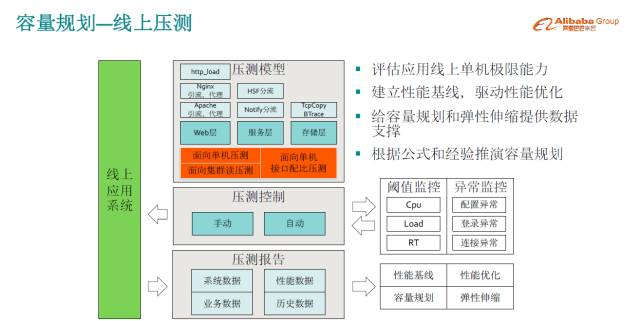 容量规划—线上压测
Alibaba Group
阿里巴巴集团
线上
应用
系统
压测模型
http_load
Nginx
引流、代理
HSF分流
Apache
引流、代理
Notify分流
TcpCopy
BTrace
Web层
服务层
存储层
面向单机压测
面向集群读压测
面向单机
接口配比压测
压测控制
手动
自动
压测报告
系统数据
性能数据
业务数据
历史数据
评估应用线上单机极限能力
建立性能基线，驱动性能优化
给容量规划和弹性伸缩提供数据
支撑
根据公式和经验推演容量规划
阈值监控
异常监控
Cpu
配置异常
Load
登录异常
RT
连接异常
性能基线
性能优化
容量规划
弹性伸缩